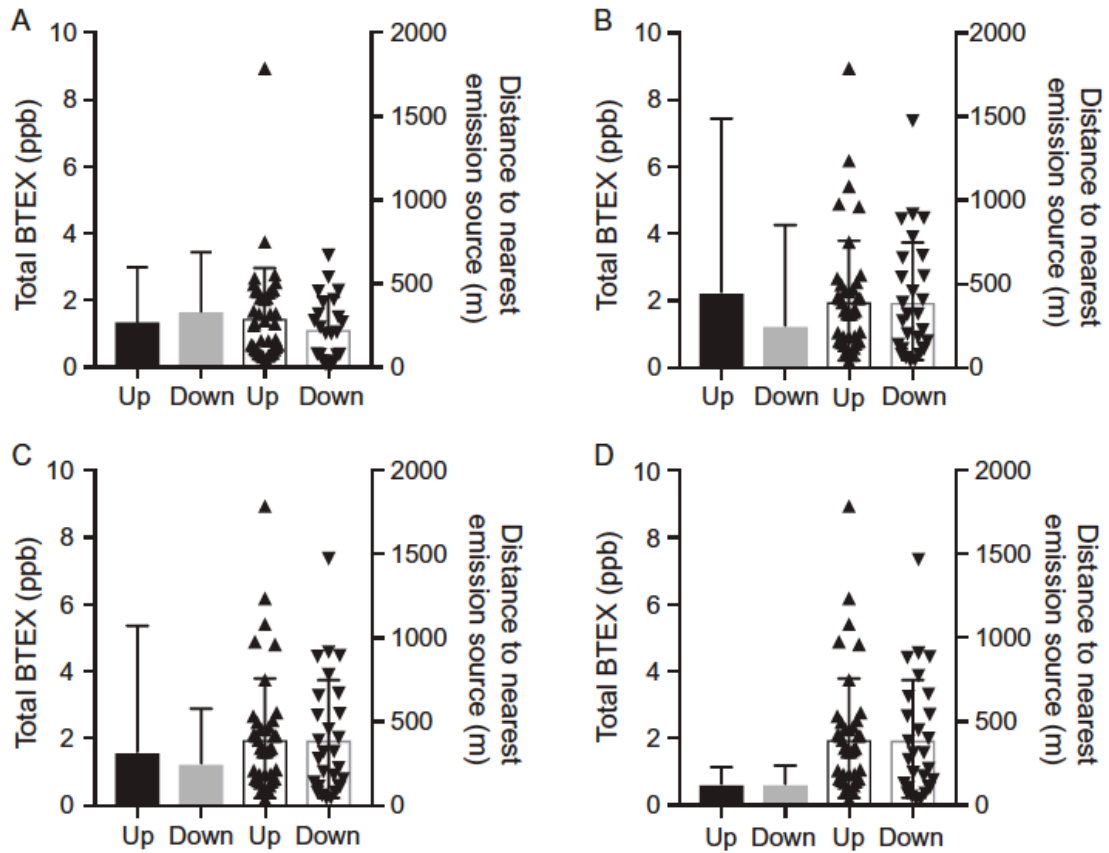 A
10
8
6
4
2
0
Total BTEX (ppb)
2000
1500
1000
500
0
Distance to nearest
emission source (m)
Up Down Up Down
B
10
8
6
4
2
0
Total BTEX (ppb)
2000
1500
1000
500
0
Distance to nearest
emission source (m)
Up Down Up Down
C
10
8
6
4
2
0
Total BTEX (ppb)
2000
1500
1000
500
0
Distance to nearest
emission source (m)
Up Down Up Down
D
10
8
6
4
2
0
Total BTEX (ppb)
2000
1500
1000
500
0
Distance to nearest
emission source (m)
Up Down Up Down